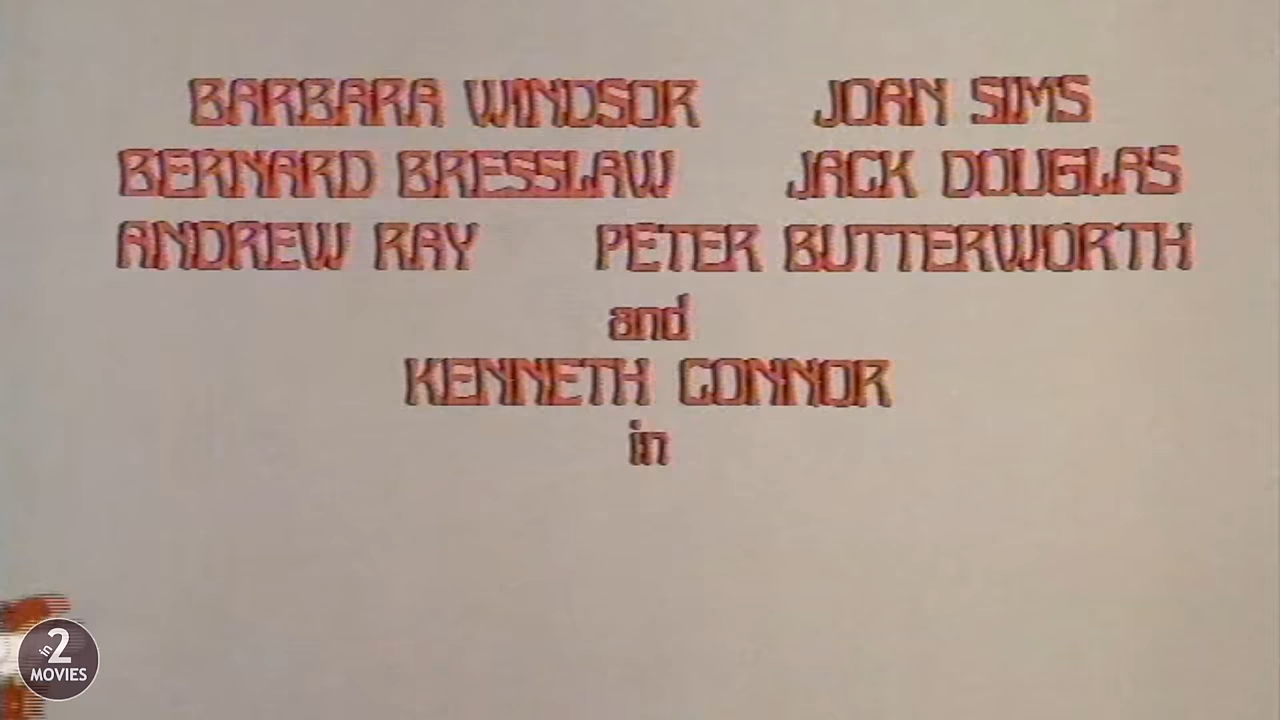 BARBARA WINDSOR JOAN SIMS
BERNARD BRESSLAW JACK DOUGLAS
ANDREW RAY PETER BUTTERWORTH
and
KENNETH CONNOR
in
in 2
MOVIES